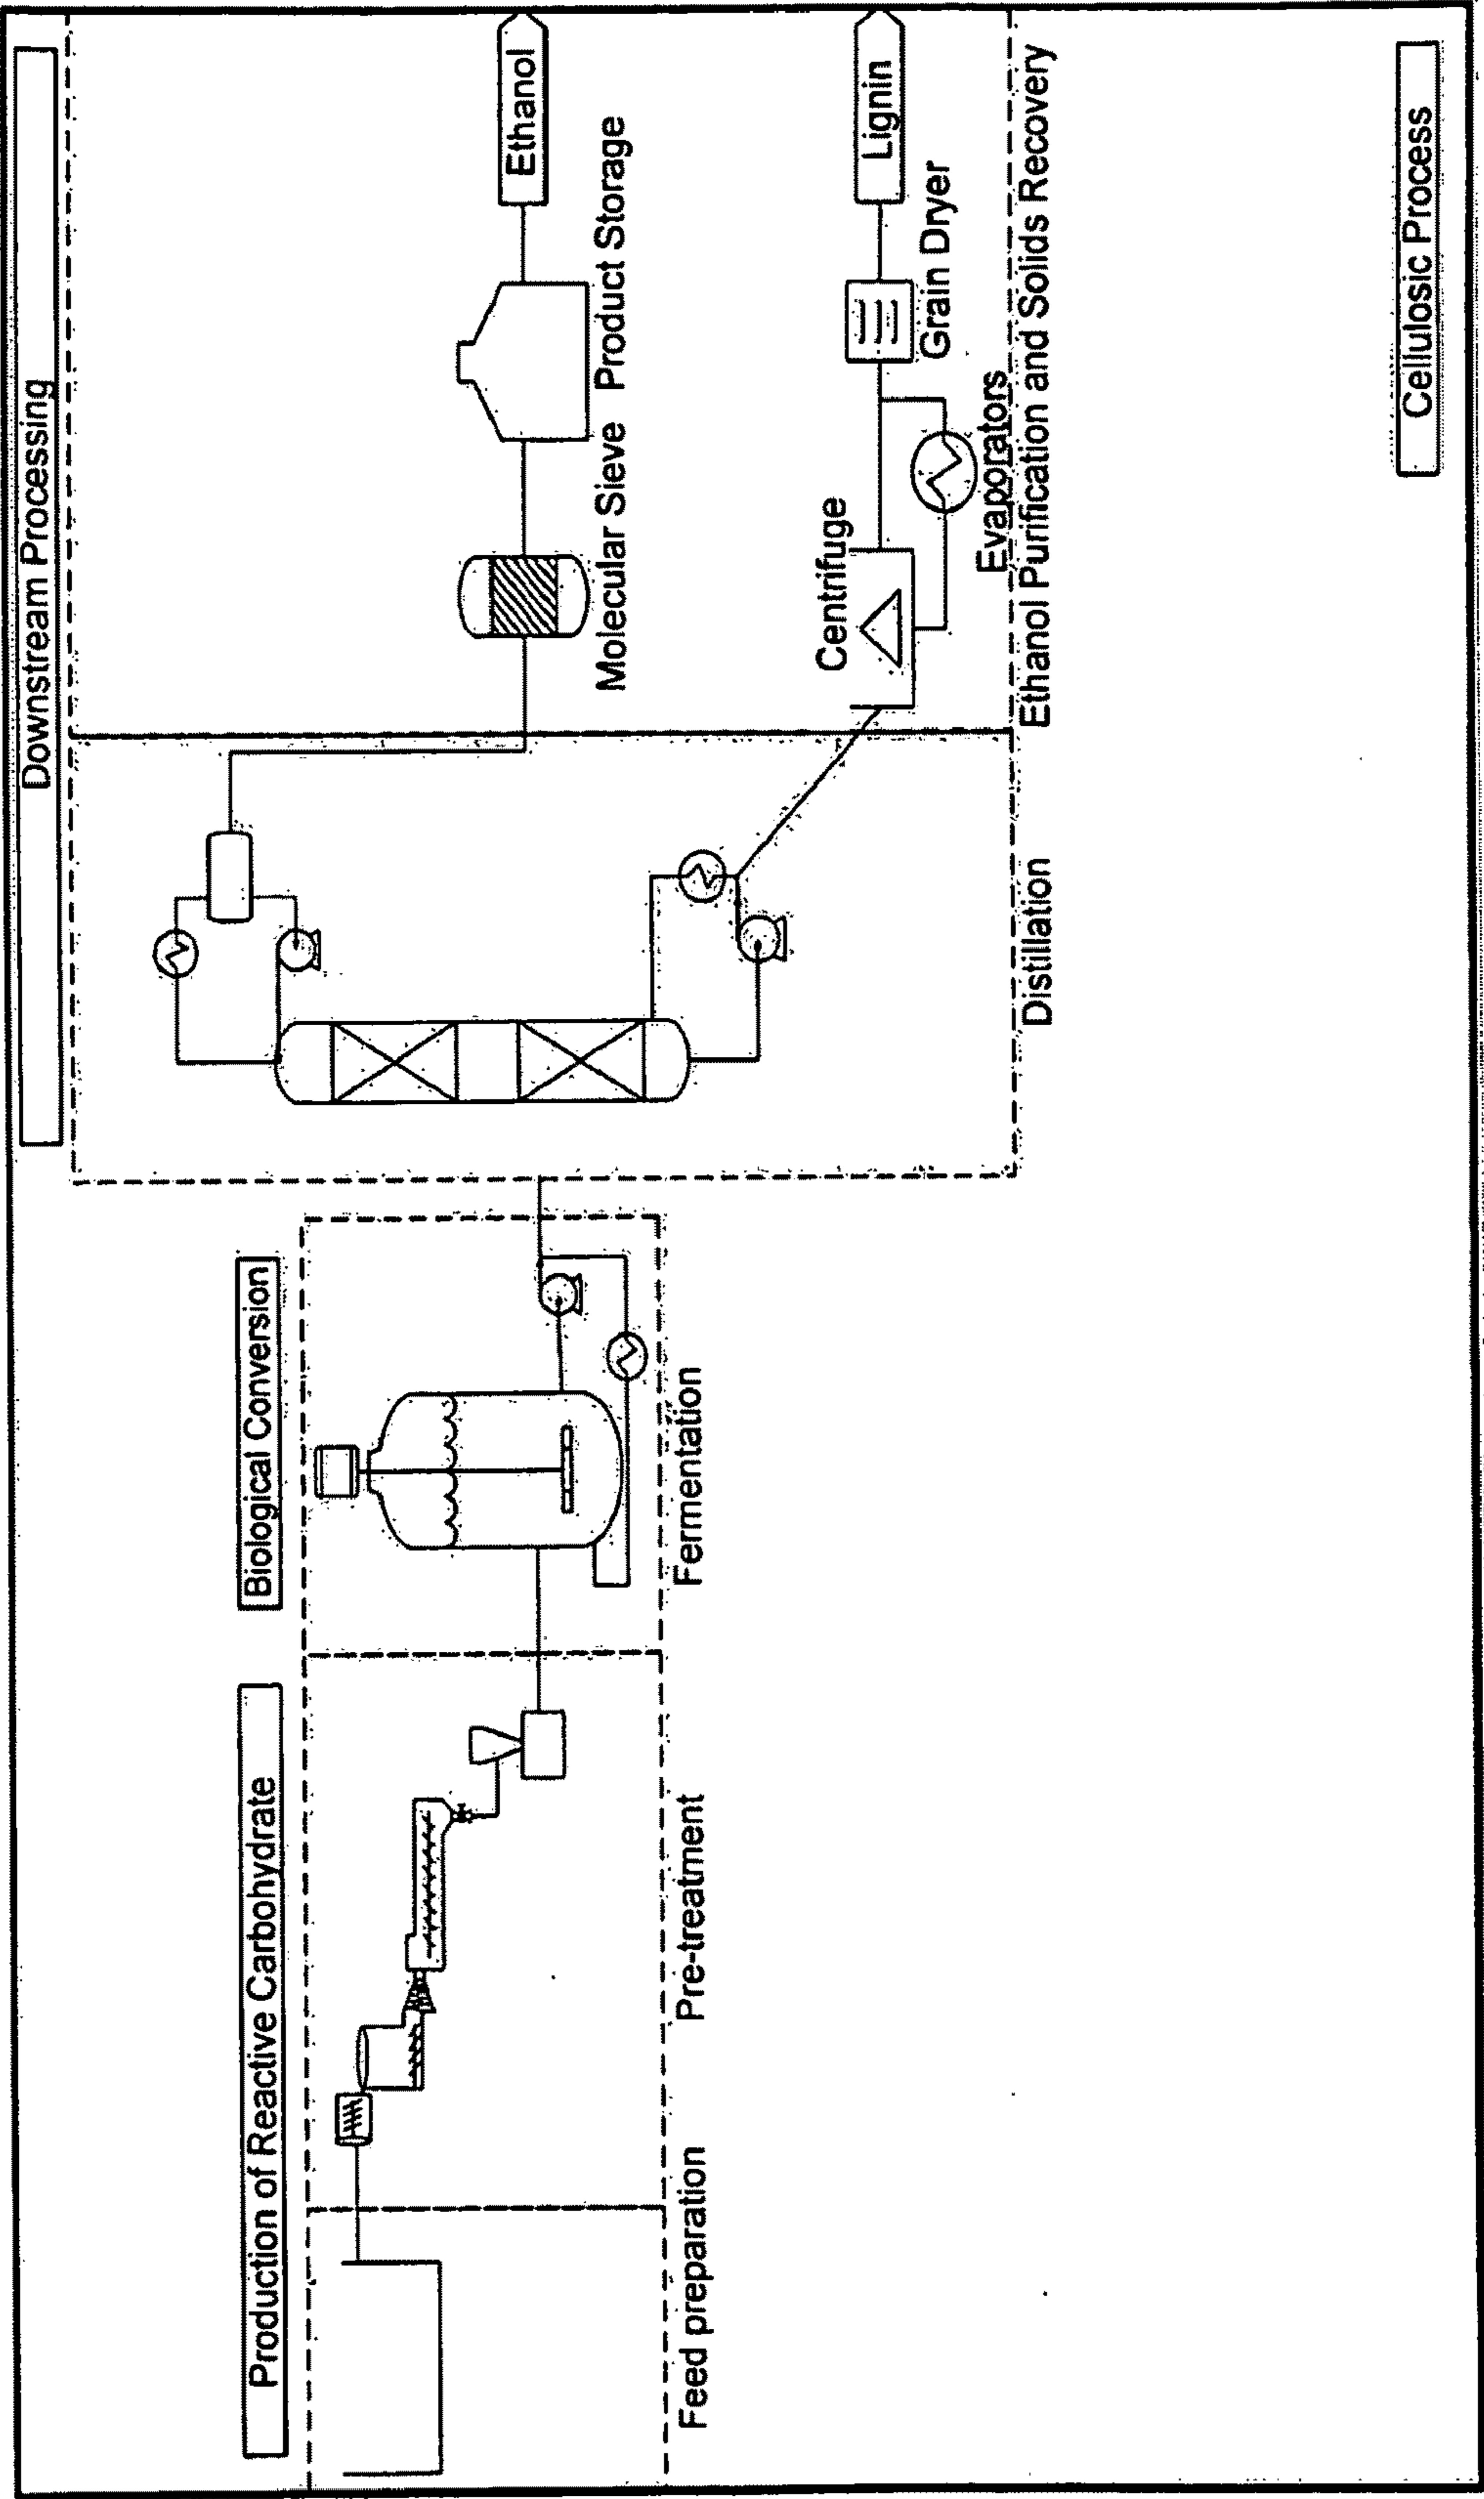 Production of Reactive Carbohydrate
Biological Conversion
Downstream Processing
Feed preparation
Pre-treatment
Fermentation
Distillation
Ethanol Purification and Solids Recovery
Molecular Sieve
Product Storage
Ethanol
Centrifuge
Evaporators
Grain Dryer
Lignin
Cellulosic Process